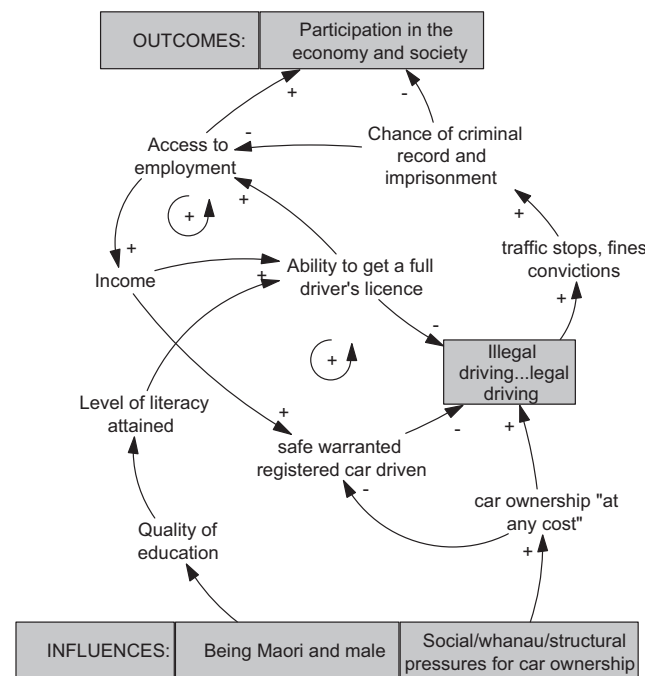 OUTCOMES:
Participation in the
economy and society
+
-
Access to
employment
-
Chance of criminal
record and
imprisonment
+
+
+
+
traffic stops, fines
convictions
Income
+
Ability to get a full
driver's licence
+
-
+
Illegal
driving...legal
driving
Level of literacy
attained
+
-
+
safe warranted
registered car driven
-
car ownership "at
any cost"
Quality of
education
+
INFLUENCES:
Being Maori and male
Social/whanau/structural
pressures for car ownership